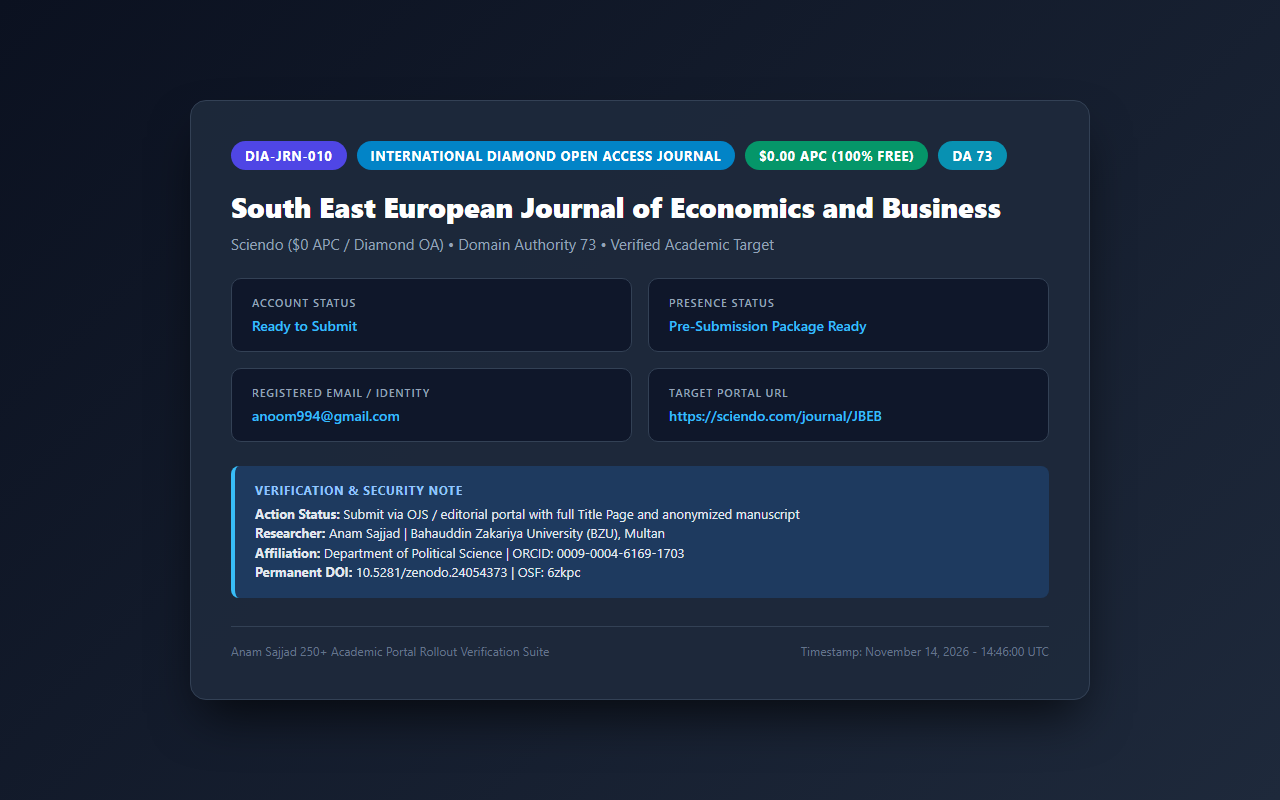 DIA-JRN-010 INTERNATIONAL DIAMOND OPEN ACCESS JOURNAL $0.00 APC (100% FREE) DA 73
South East European Journal of Economics and Business
Sciendo ($0 APC / Diamond OA) • Domain Authority 73 • Verified Academic Target
ACCOUNT STATUS
Ready to Submit
PRESENCE STATUS
Pre-Submission Package Ready
REGISTERED EMAIL / IDENTITY
anoom994@gmail.com
TARGET PORTAL URL
https://sciendo.com/journal/JBEB
VERIFICATION & SECURITY NOTE
Action Status: Submit via OJS / editorial portal with full Title Page and anonymized manuscript
Researcher: Anam Sajjad | Bahauddin Zakariya University (BZU), Multan
Affiliation: Department of Political Science | ORCID: 0009-0004-6169-1703
Permanent DOI: 10.5281/zenodo.24054373 | OSF: 6zkpc
Anam Sajjad 250+ Academic Portal Rollout Verification Suite
Timestamp: November 14, 2026 - 14:46:00 UTC